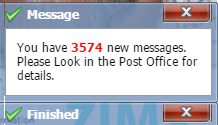 Message
You have 3574 new messages.
Please Look in the Post Office for
details.
Finished